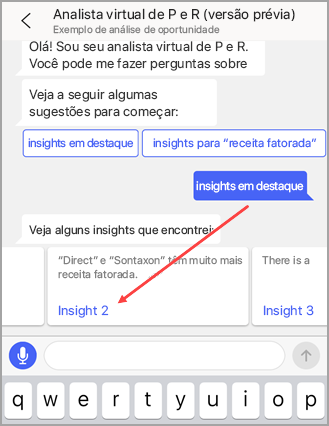 Analista virtual de P e R (versão prévia)
Exemplo de análise de oportunidade
Olá! Sou seu analista virtual de P e R.
Você pode me fazer perguntas sobre
Veja a seguir algumas
sugestões para começar:
insights em destaque
insights para “receita fatorada”
insights em destaque
Veja alguns insights que encontrei:
“Direct” e “Sontaxon” têm muito mais
receita fatorada.
Insight 2
There is a
Insight 3
q w e r t y u i o p